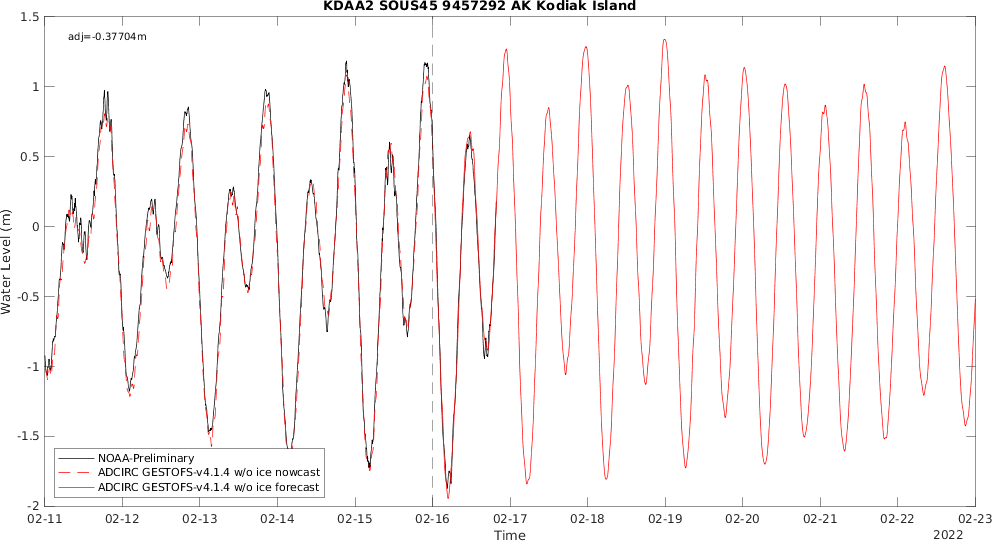 KDAA2 SOUS45 9457292 AK Kodiak Island
adj=-0.37704m
1.5
1
0.5
0
-0.5
-1
-1.5
-2
Water Level (m)
NOAA-Preliminary
ADCIRC GESTOFS-v4.1.4 w/o ice nowcast
ADCIRC GESTOFS-v4.1.4 w/o ice forecast
02-11 02-12 02-13 02-14 02-15 02-16 02-17 02-18 02-19 02-20 02-21 02-22 02-23
Time
2022